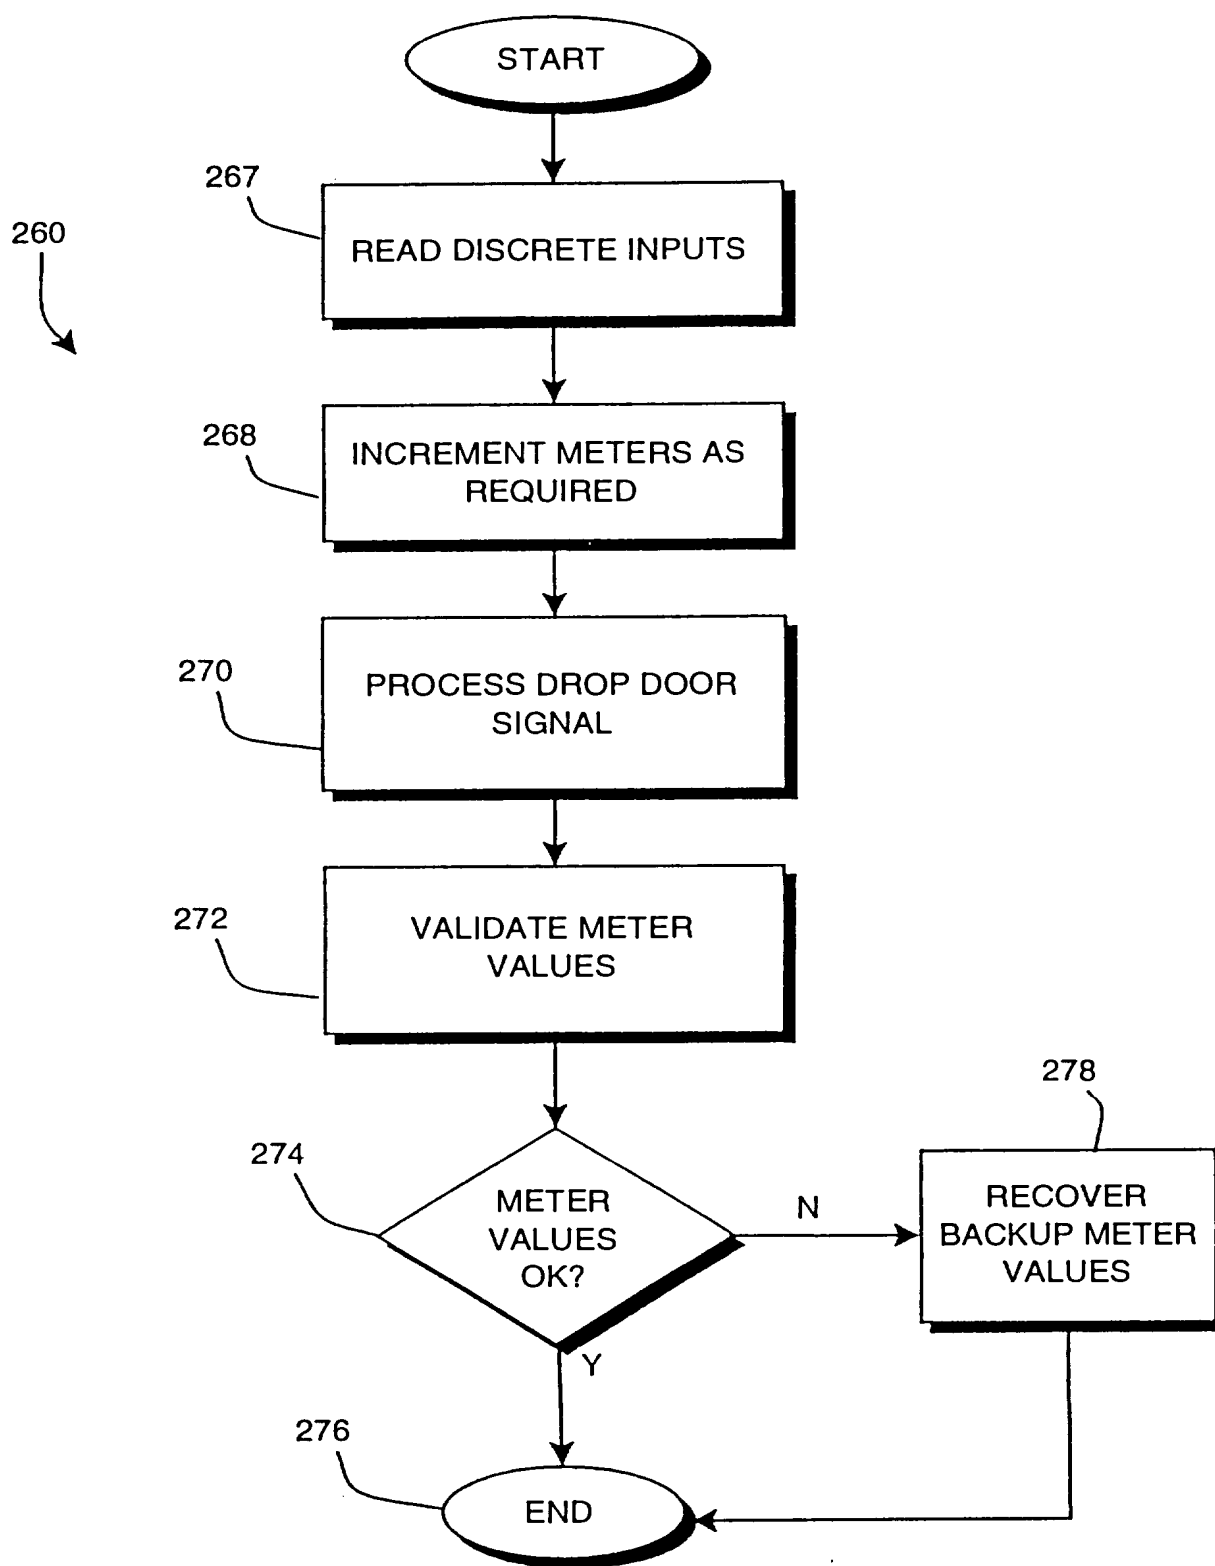 START
267
260
READ DISCRETE INPUTS
268
INCREMENT METERS AS
REQUIRED
270
PROCESS DROP DOOR
SIGNAL
272
VALIDATE METER
VALUES
278
274
METER
VALUES
OK?
N
RECOVER
BACKUP METER
VALUES
Y
276
END